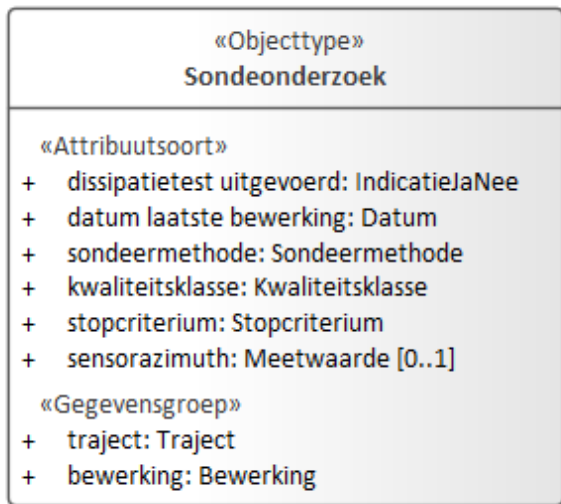 «Objecttype»
Sondeonderzoek
«Attribuutsoort»
+ dissipatietest uitgevoerd: IndicatieJaNee
+ datum laatste bewerking: Datum
+ sondeermethode: Sondeermethode
+ kwaliteitsklasse: Kwaliteitsklasse
+ stopcriterium: Stopcriterium
+ sensorazimuth: Meetwaarde [0..1]
«Gegevensgroep»
+ traject: Traject
+ bewerking: Bewerking